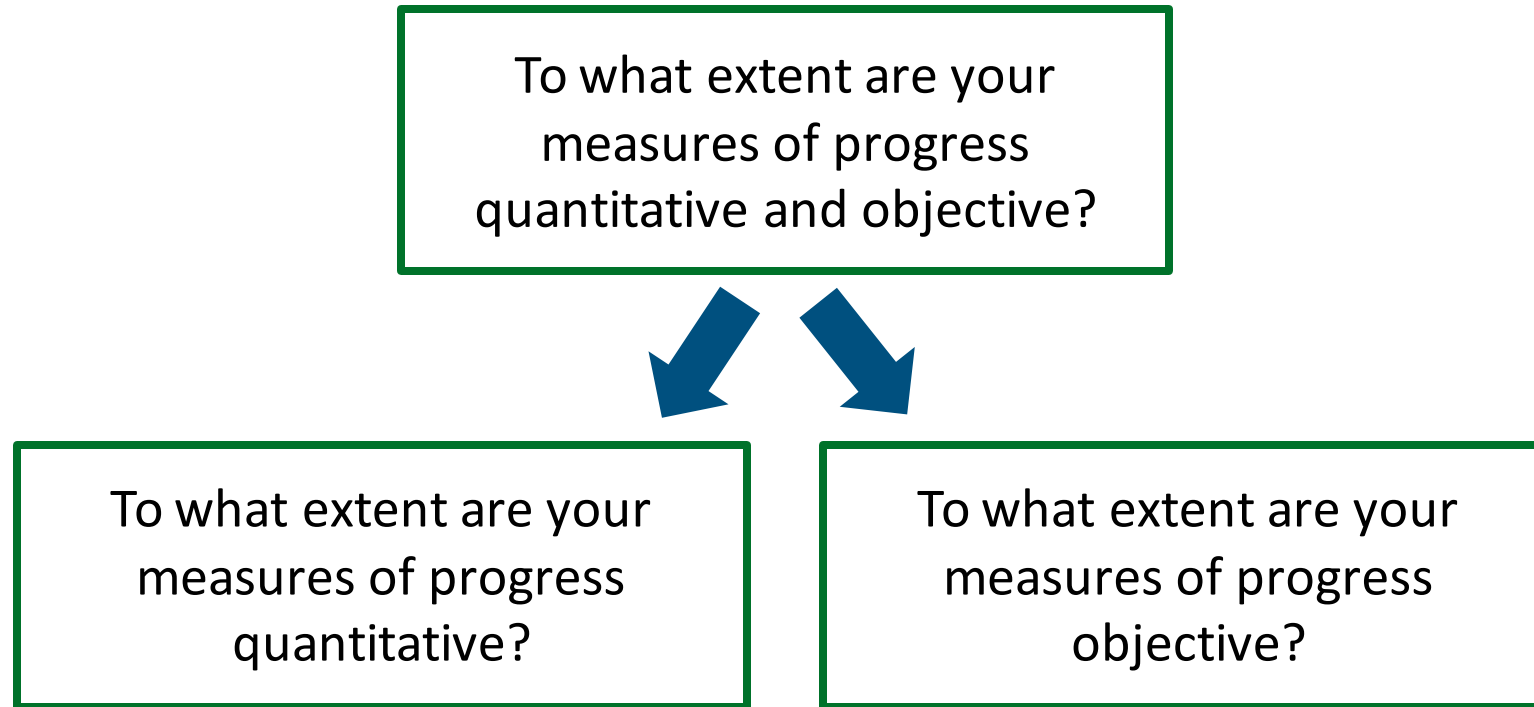 To what extent are your
measures of progress
quantitative and objective?
To what extent are your
measures of progress
quantitative?
To what extent are your
measures of progress
objective?